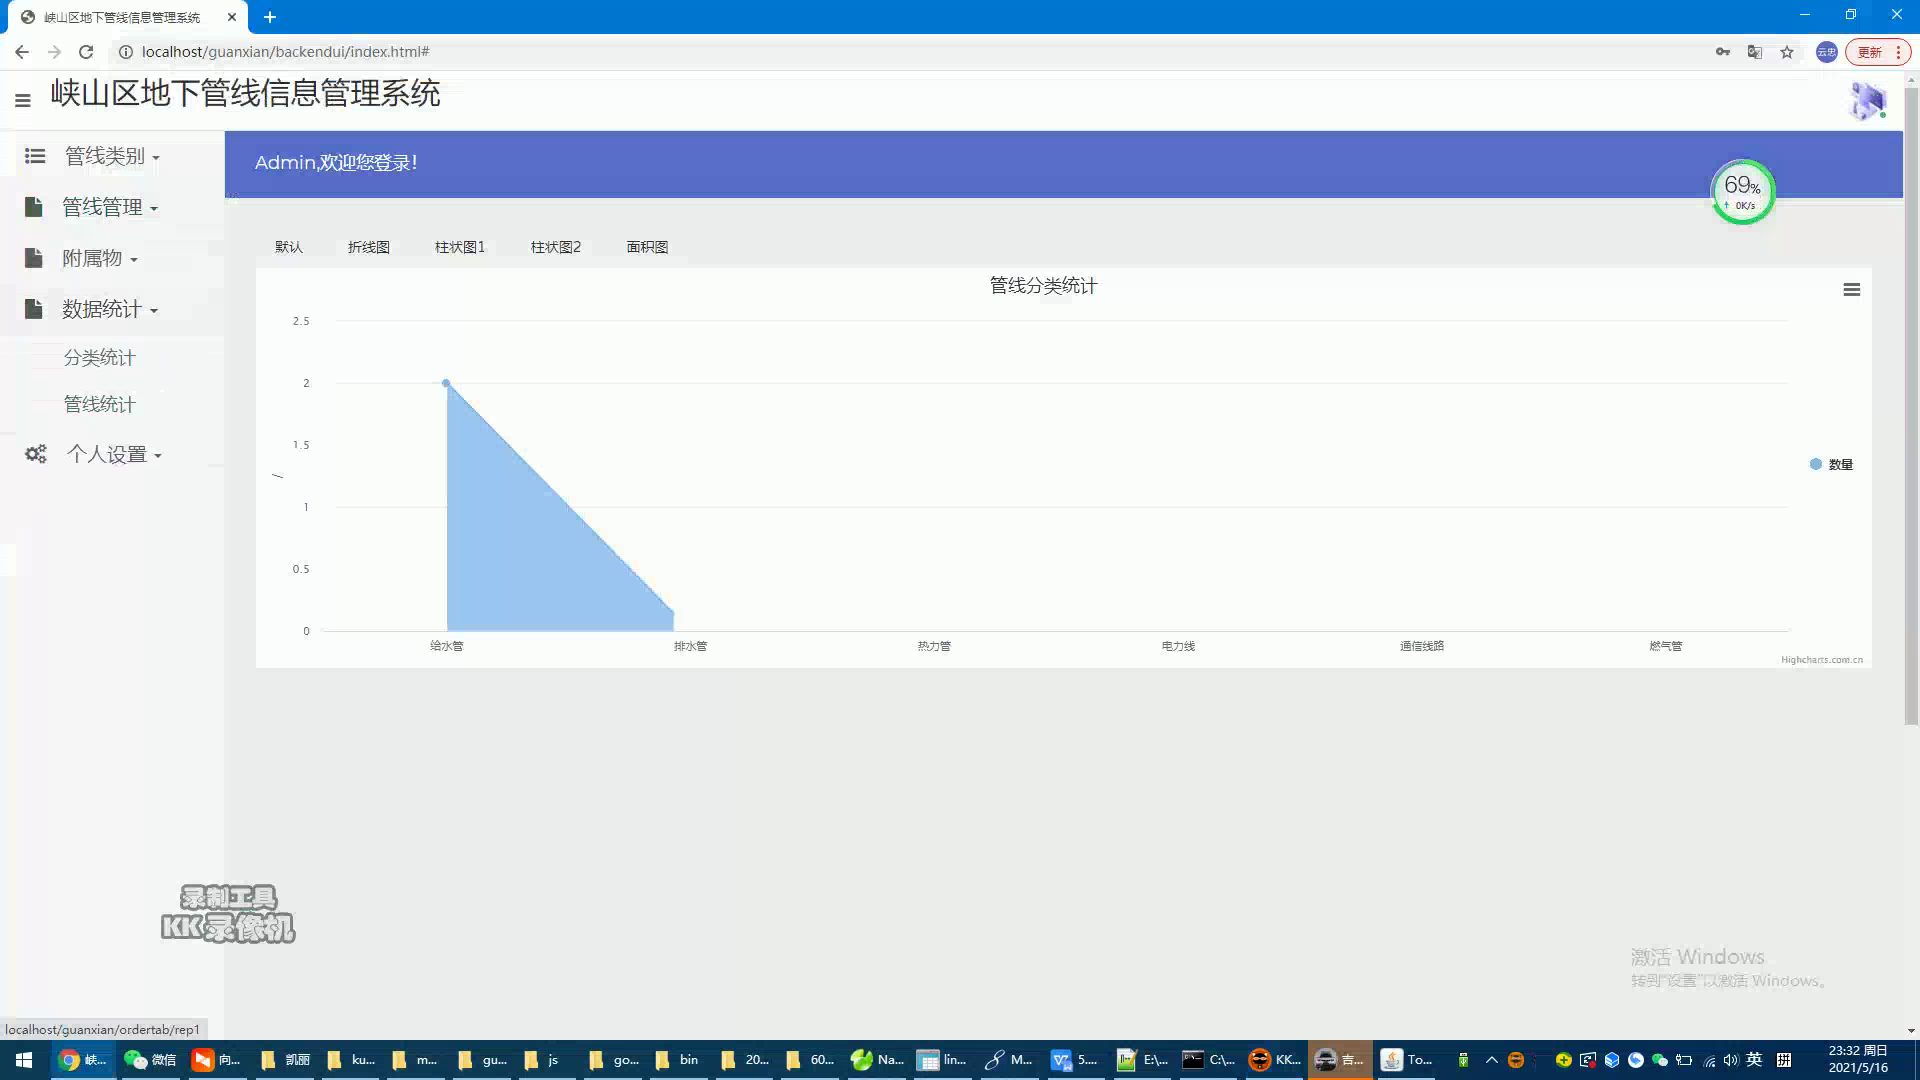 峡山区地下管线信息管理系统
localhost/guanxian/backendui/index.html#
云忠
更新
峡山区地下管线信息管理系统
管线类别
管线管理
附属物
数据统计
分类统计
管线统计
个人设置
Admin,欢迎您登录!
69%
0K/s
默认 折线图 柱状图1 柱状图2 面积图
管线分类统计
2.5
2
1.5
1
0.5
0
给水管 排水管 热力管 电力线 通信线路 燃气管
数量
Highcharts.com.cn
录制工具
KK录像机
激活 Windows
转到"设置"以激活 Windows。
localhost/guanxian/ordertab/rep1
峡... 微信 向... 凯丽 ku... m... gu... js go... bin 20... 60... Na... lin... M... 5.... E:\... C:\... KK... 吉... To... 英 拼
23:32 周日
2021/5/16